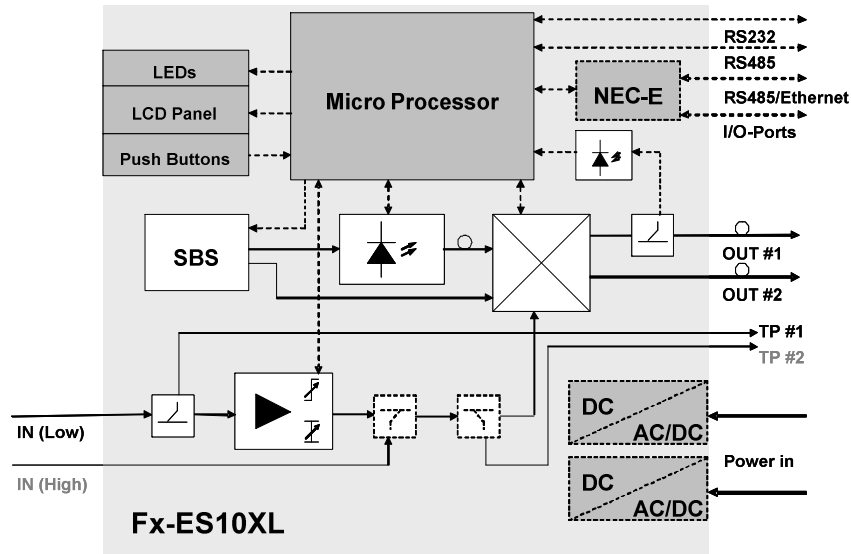 RS232
LEDs
RS485
Micro Processor
NEC-E
LCD Panel
RS485/Ethernet
I/O-Ports
Push Buttons
SBS
OUT #1
OUT #2
TP #1
TP #2
DC
AC/DC
IN (Low)
Power in
IN (High)
DC
AC/DC
Fx-ES10XL